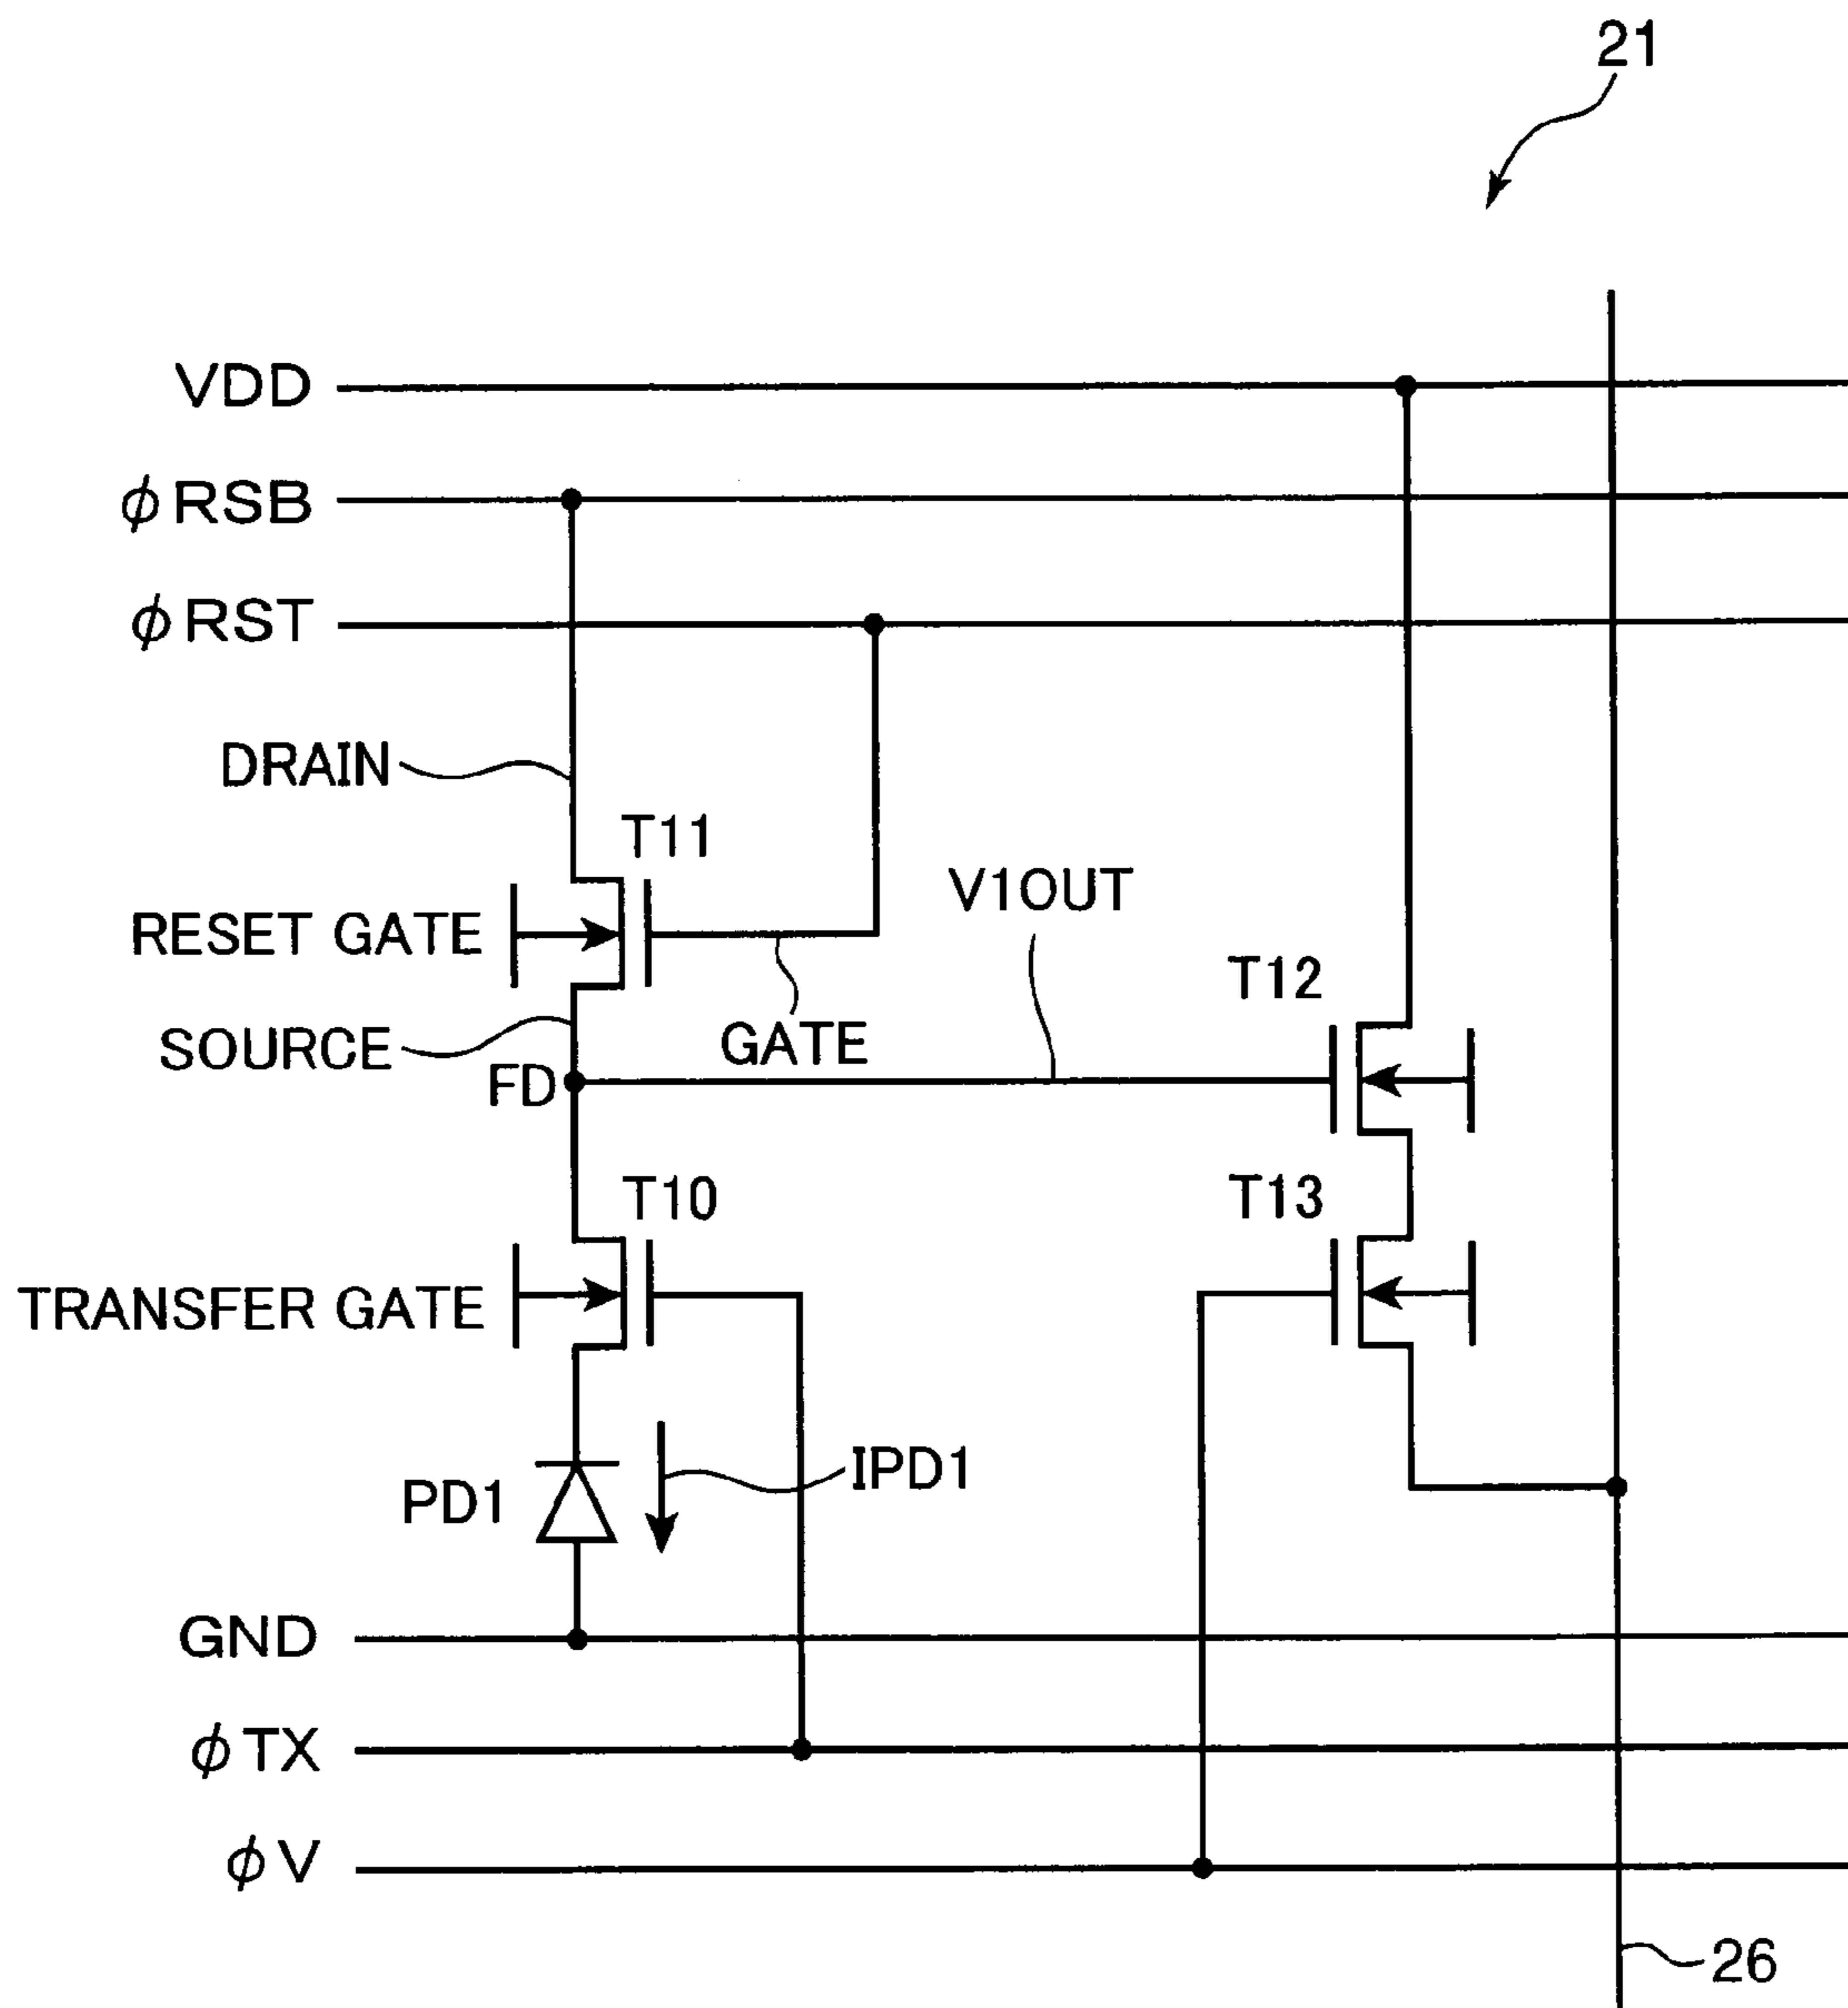 21
VDD
ϕRSB
ϕRST
DRAIN
T11
RESET GATE
V1OUT
T12
GATE
SOURCE
FD
T10
T13
TRANSFER GATE
IPD1
PD1
GND
ϕTX
ϕV
26